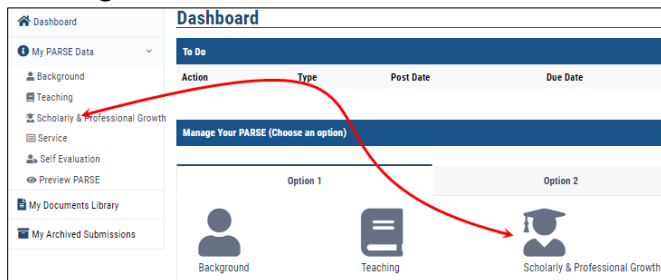 Dashboard
My PARSE Data
Background
Teaching
Scholarly & Professional Growth
Service
Self Evaluation
Preview PARSE
My Documents Library
My Archived Submissions
Dashboard
To Do
Action Type Post Date Due Date
Manage Your PARSE (Choose an option)
Option 1 Option 2
Background Teaching Scholarly & Professional Growth